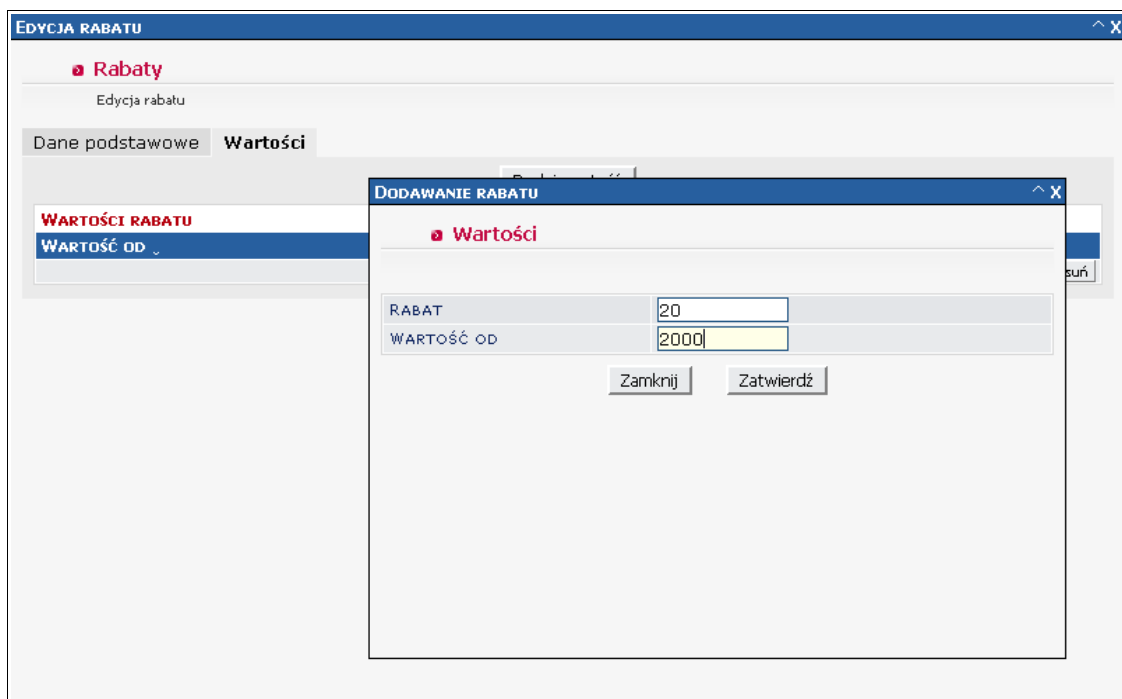 EDYCJA RABATU ^ X
Rabaty
Edycja rabatu
Dane podstawowe Wartości
DODAWANIE RABATU ^ X
WARTOŚCI RABATU
Wartości
WARTOŚĆ OD
suń
RABAT 20
WARTOŚĆ OD 2000
Zamknij Zatwierdź